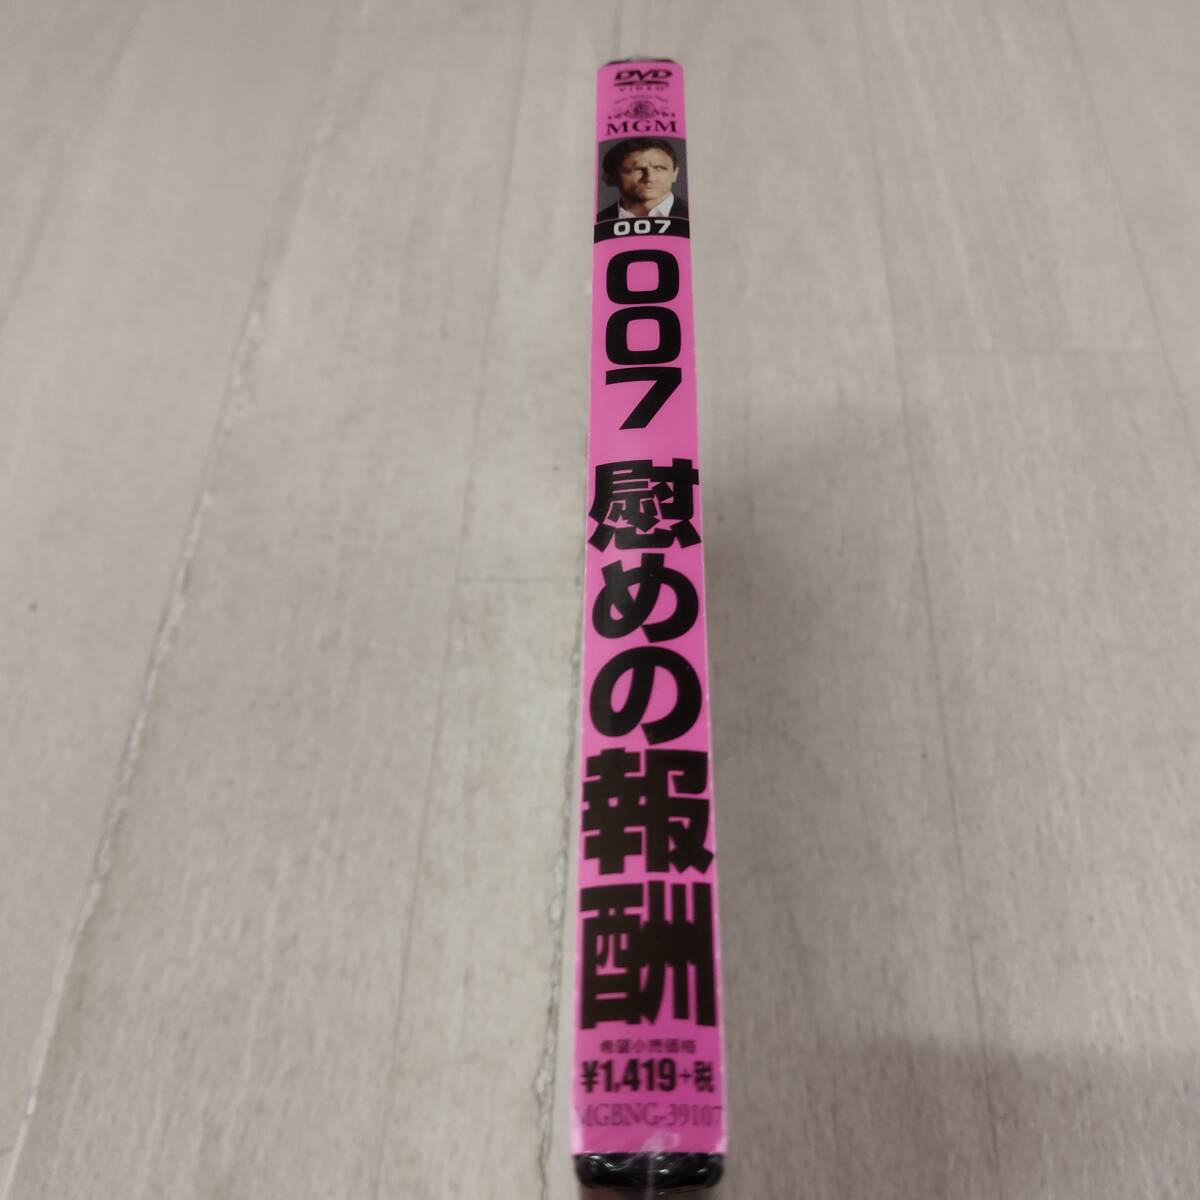 DVD
VIDEO
MGM
007
007 慰めの報酬
希望小売価格
¥1,419+税
MGBNG-39107